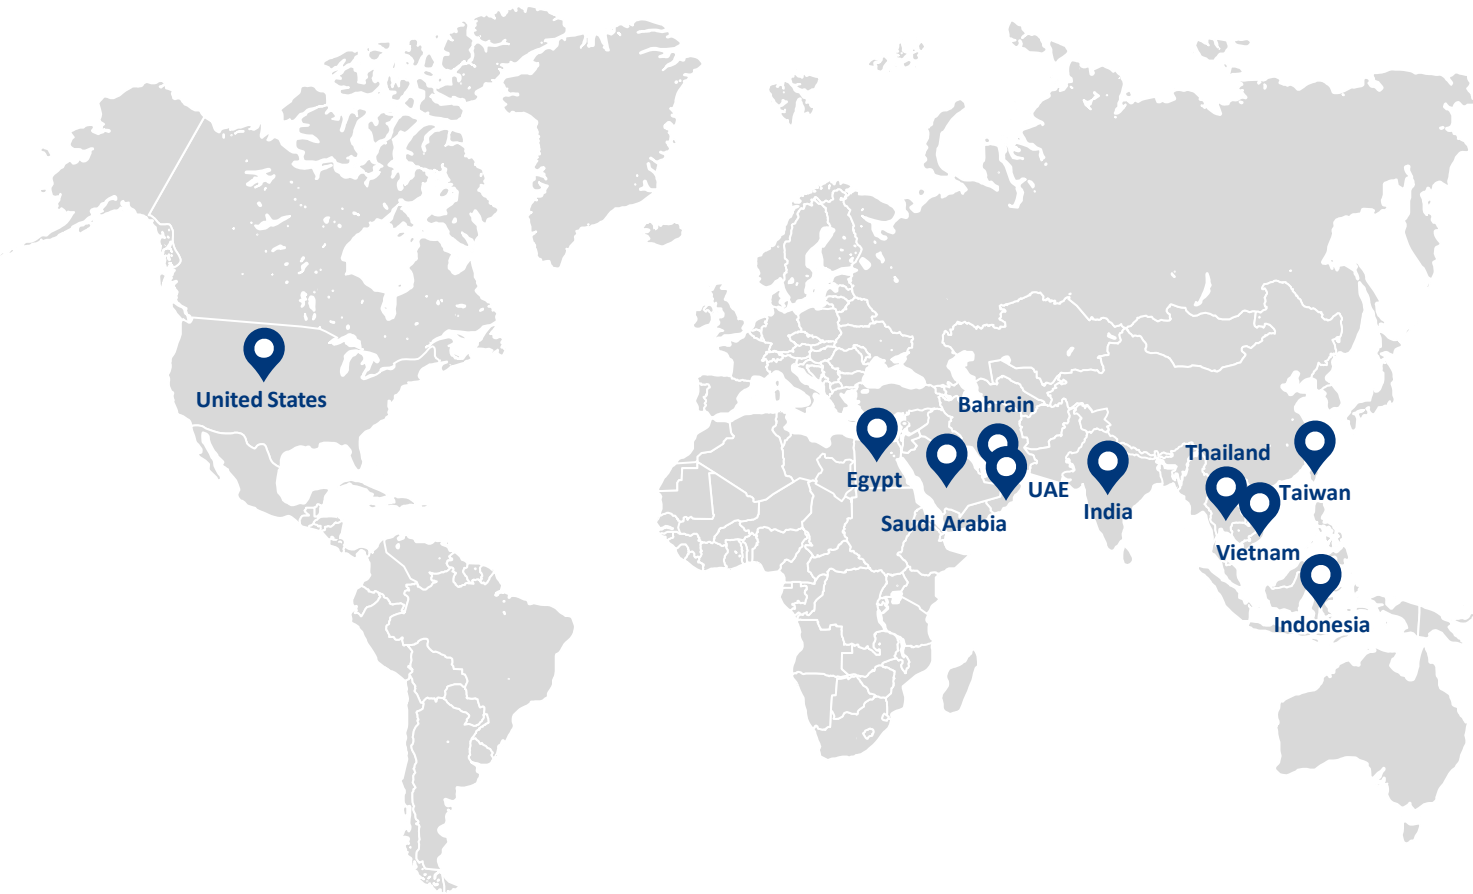 United States
Bahrain
Egypt
Saudi Arabia
UAE
India
Thailand
Taiwan
Vietnam
Indonesia